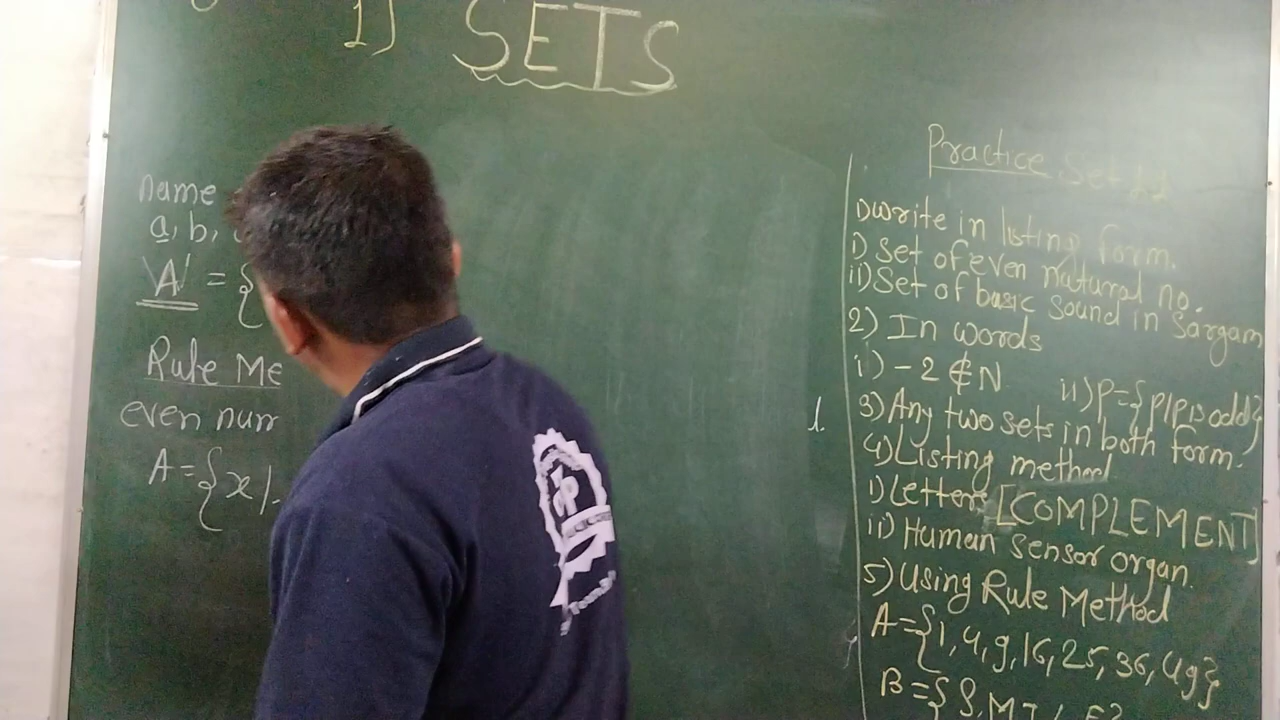 1) SETS
name
a, b,
A = {
Rule Me
even num
A = {x/
Practice Set 1.1
1) write in listing form.
i) set of even natural no.
ii) Set of basic sound in sargam
2) In words
i) -2 ∉ N ii) P = {p/p is odd}
3) Any two sets in both form.
4) Listing method
i) Letters [COMPLEMENT]
ii) Human sensor organ.
5) Using Rule Method
A = {1, 4, 9, 16, 25, 36, 49}
B = {